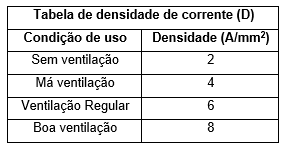 Tabela de densidade de corrente (D)
Condição de uso Densidade (A/mm²)
Sem ventilação 2
Má ventilação 4
Ventilação Regular 6
Boa ventilação 8